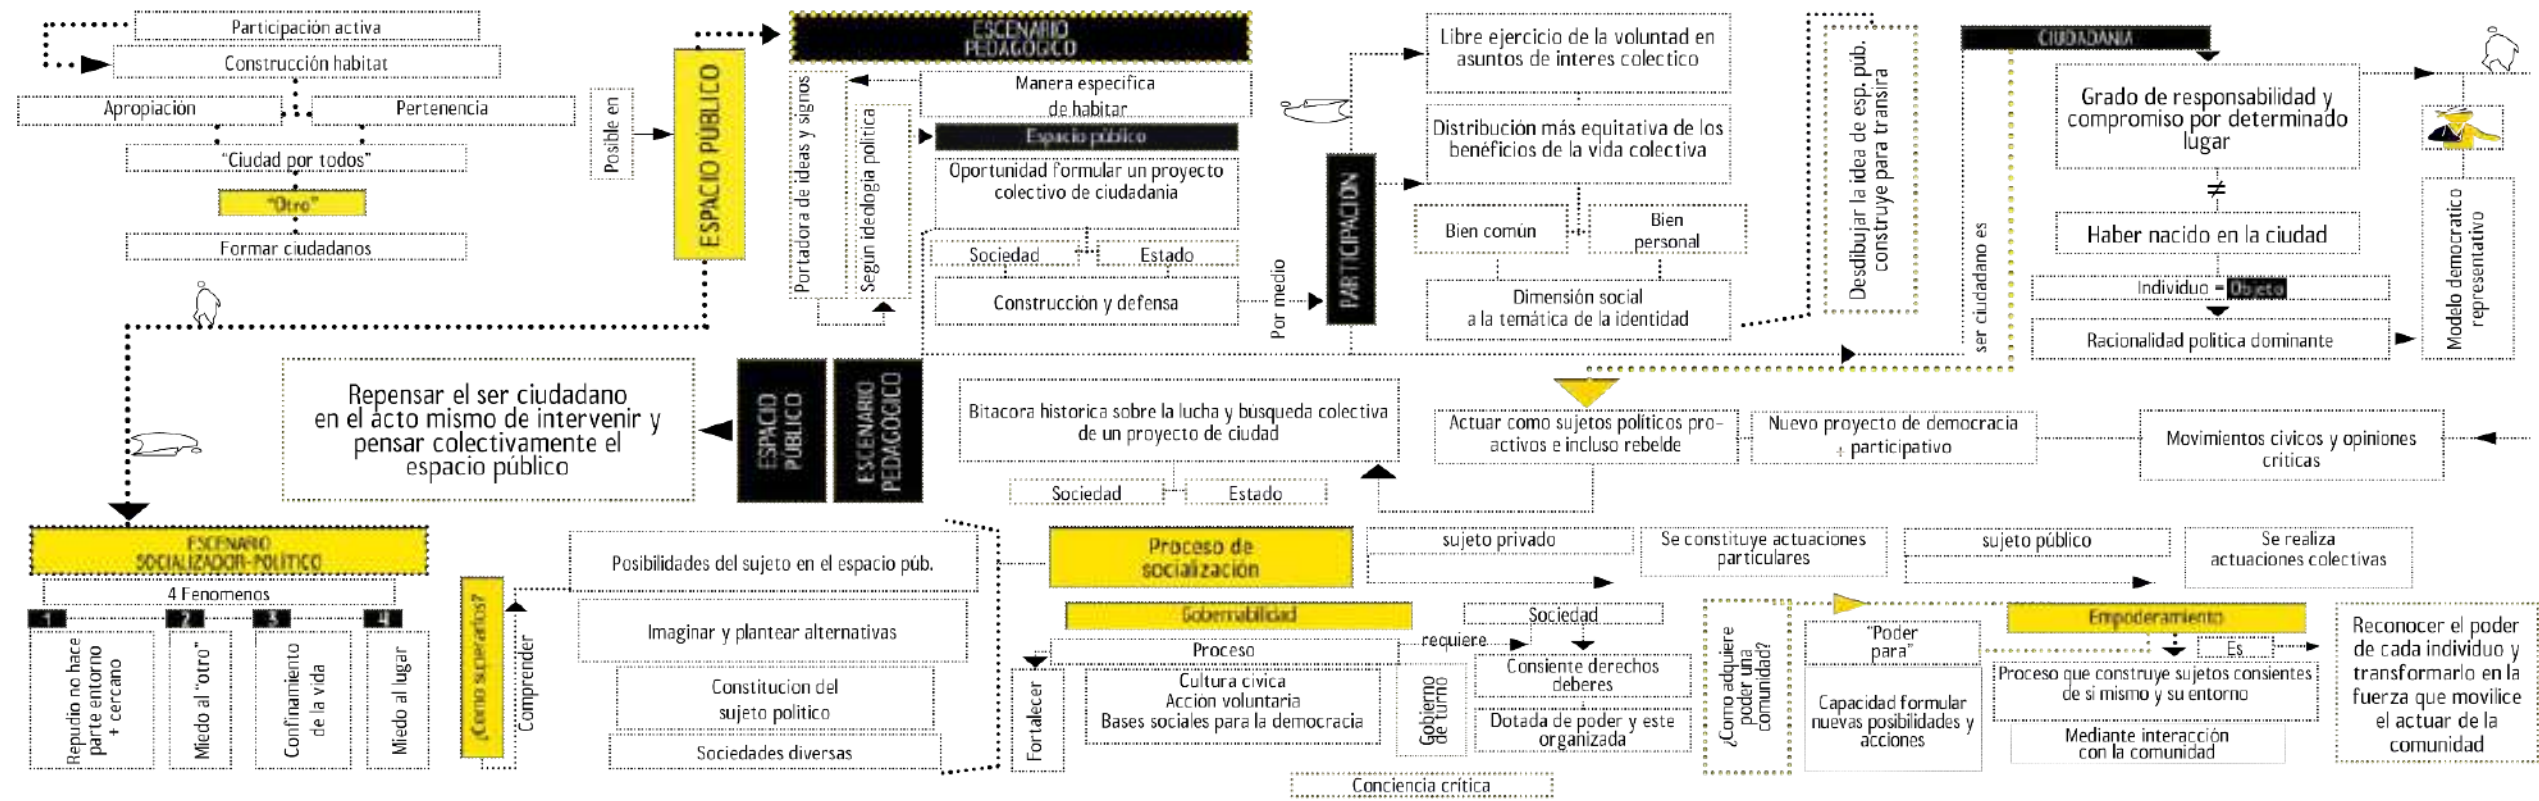 Participación activa
Construcción habitat
Apropiación
Pertenencia
"Ciudad por todos"
"Otro"
Formar ciudadanos
Posible en
ESPACIO PÚBLICO
ESCENARIO
PEDAGÓGICO
Portadora de ideas y signos
Manera especifica
de habitar
Según ideologia politica
Espacio público
Oportunidad formular un proyecto
colectivo de ciudadania
Sociedad
Estado
Construcción y defensa
Por medio
PARTICIPACIÓN
Libre ejercicio de la voluntad en
asuntos de interes colectico
Distribución más equitativa de los
benéficios de la vida colectiva
Bien común
Bien
personal
Dimensión social
a la temática de la identidad
Desdibujar la idea de esp. púb.
construye para transira
CIUDADANIA
ser ciudadano es
Grado de responsabilidad y
compromiso por determinado
lugar
≠
Haber nacido en la ciudad
Individuo = Objeto
Racionalidad politica dominante
Modelo democratico
representativo
Repensar el ser ciudadano
en el acto mismo de intervenir y
pensar colectivamente el
espacio público
ESPACIO
PÚBLICO
ESCENARIO
PEDAGÓGICO
Bitacora historica sobre la lucha y búsqueda colectiva
de un proyecto de ciudad
Sociedad
Estado
Actuar como sujetos políticos pro-
activos e incluso rebelde
Nuevo proyecto de democracia
+ participativo
Movimientos civicos y opiniones
criticas
ESCENARIO
SOCIALIZADOR-POLÍTICO
4 Fenomenos
1
2
3
4
Repudio no hace
parte entorno
+ cercano
Miedo al "otro"
Confinamiento
de la vida
Miedo al lugar
¿Como superarlos?
Comprender
Posibilidades del sujeto en el espacio púb.
Imaginar y plantear alternativas
Constitucion del
sujeto politico
Sociedades diversas
Proceso de
socialización
sujeto privado
Se constituye actuaciones
particulares
sujeto público
Se realiza
actuaciones colectivas
Gobernabilidad
Proceso
requiere
Fortalecer
Cultura civica
Acción voluntaria
Bases sociales para la democracia
Gobierno
de turno
Sociedad
Consiente derechos
deberes
Dotada de poder y este
organizada
Conciencia crítica
¿Como adquiere
poder una
comunidad?
"Poder
para"
Capacidad formular
nuevas posibilidades y
acciones
Empoderamiento
Es
Proceso que construye sujetos consientes
de si mismo y su entorno
Mediante interacción
con la comunidad
Reconocer el poder
de cada individuo y
transformarlo en la
fuerza que movilice
el actuar de la
comunidad